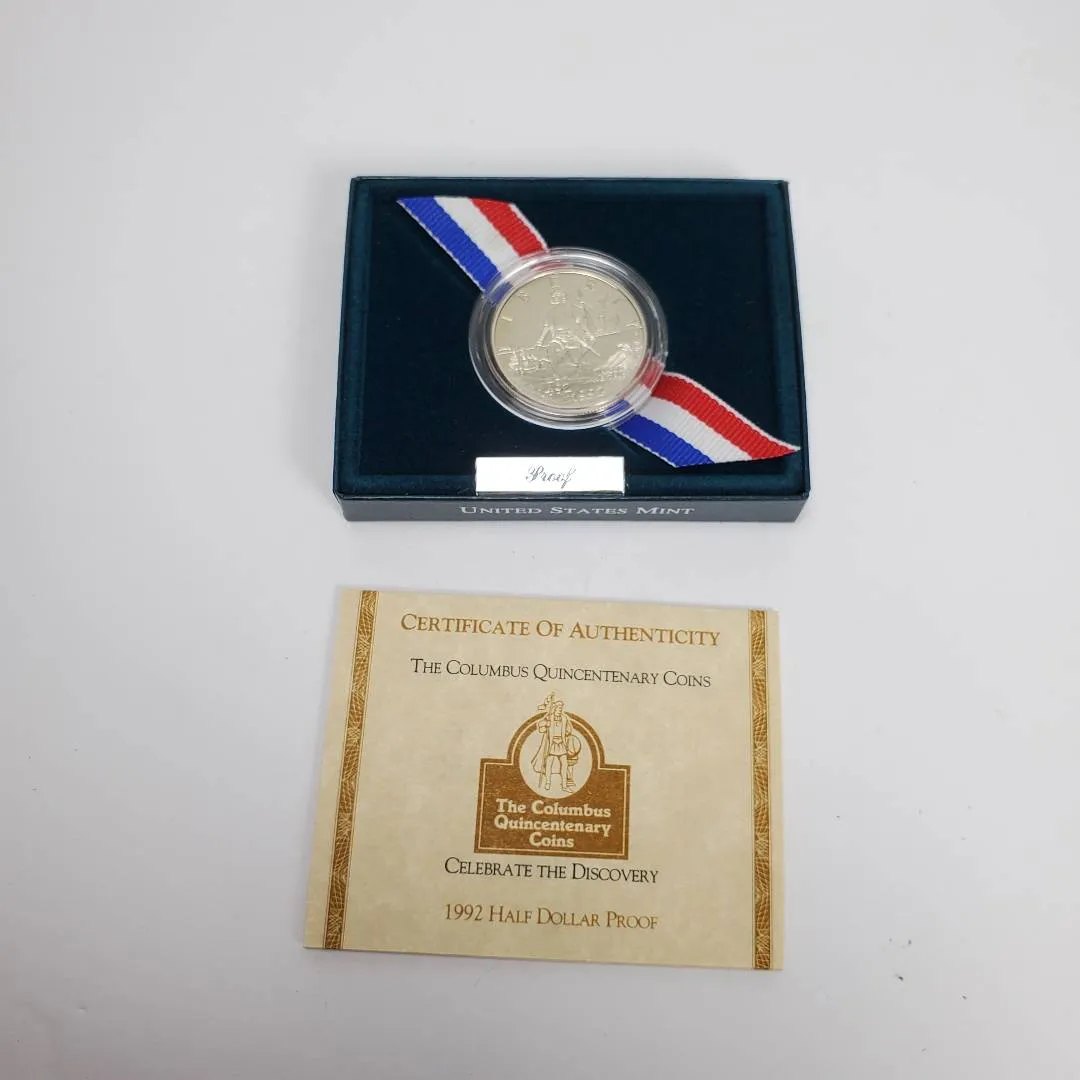 Proof
UNITED STATES MINT
CERTIFICATE OF AUTHENTICITY
THE COLUMBUS QUINCENTENARY COINS
The Columbus
Quincentenary
Coins
CELEBRATE THE DISCOVERY
1992 HALF DOLLAR PROOF